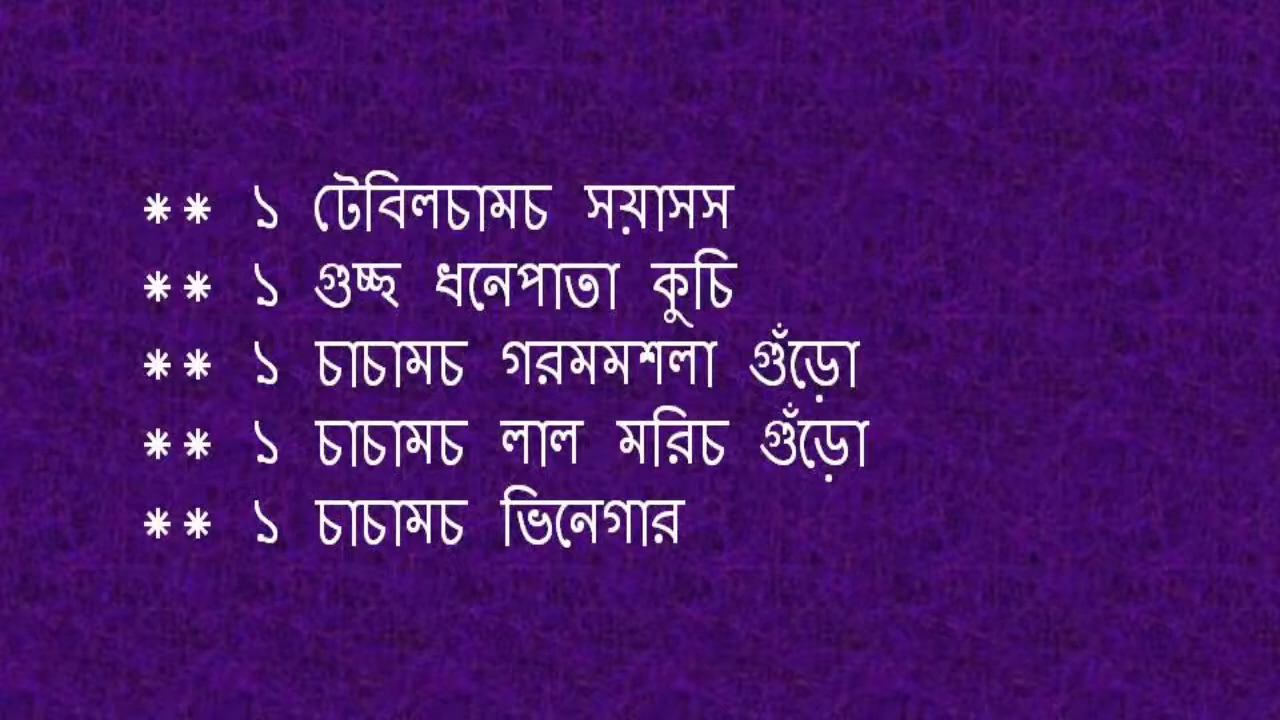 ** ১ টেবিলচামচ সয়াসস
** ১ গুচ্ছ ধনেপাতা কুচি
** ১ চাচামচ গরমমশলা গুঁড়ো
** ১ চাচামচ লাল মরিচ গুঁড়ো
** ১ চাচামচ ভিনেগার